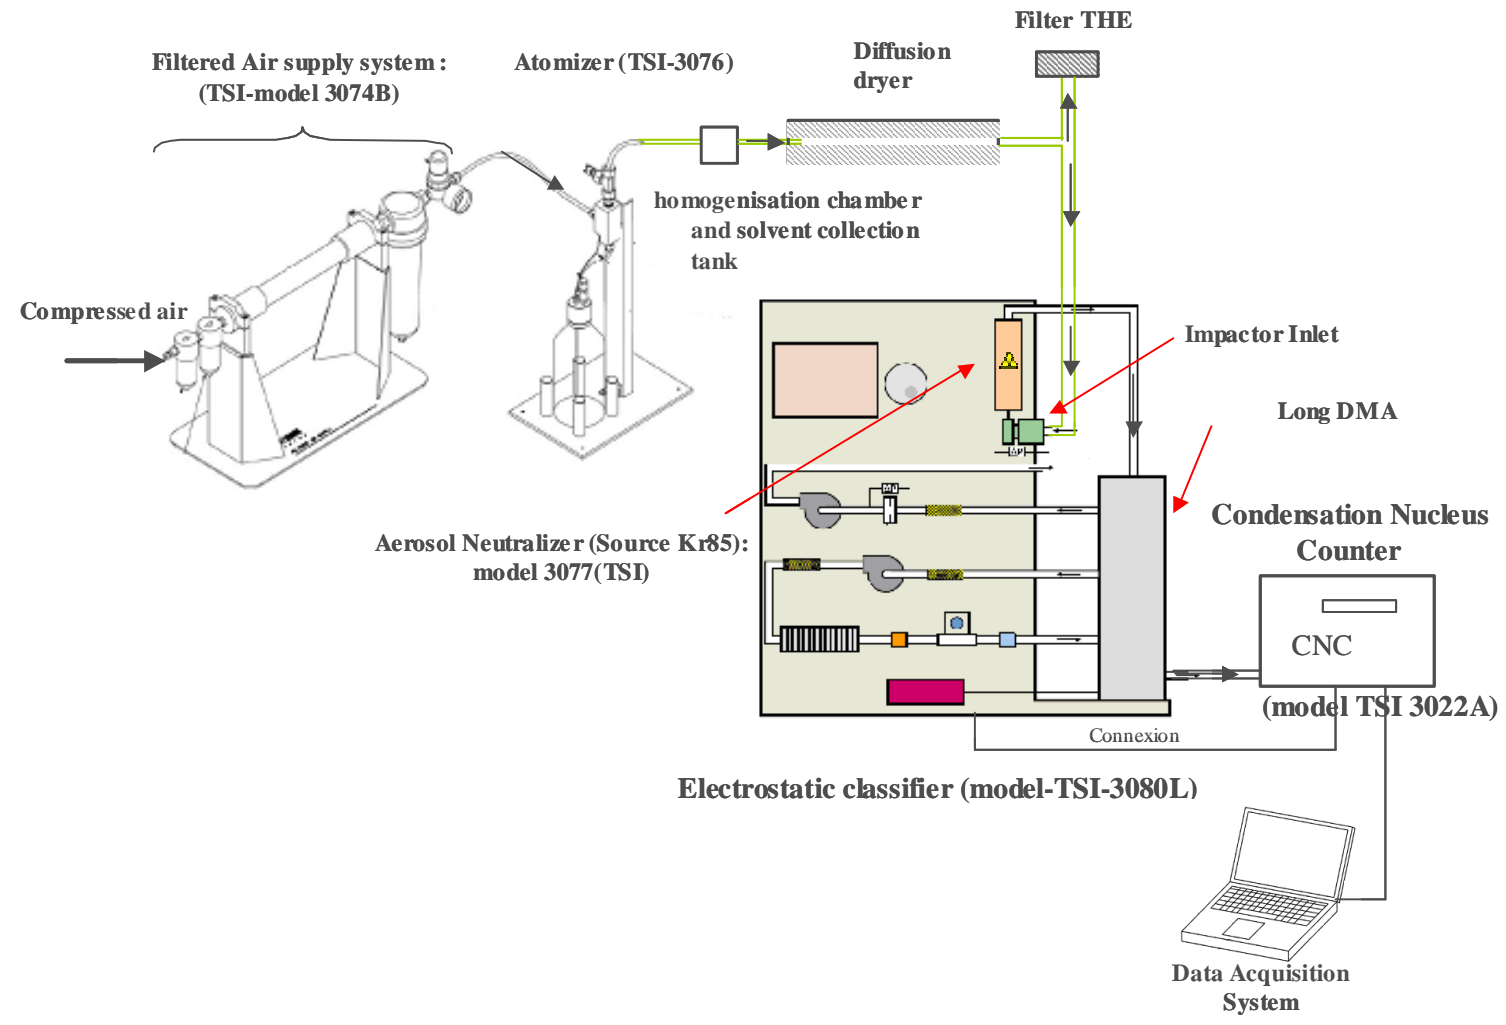 Filter THE
Filtered Air supply system :
(TSI-model 3074B)
Atomizer (TSI-3076)
Diffusion
dryer
homogenisation chamber
and solvent collection
tank
Compressed air
Impactor Inlet
Long DMA
ΔP
ΔP
Aerosol Neutralizer (Source Kr85):
model 3077(TSI)
Condensation Nucleus
Counter
CNC
(model TSI 3022A)
Connexion
Electrostatic classifier (model-TSI-3080L)
Data Acquisition
System